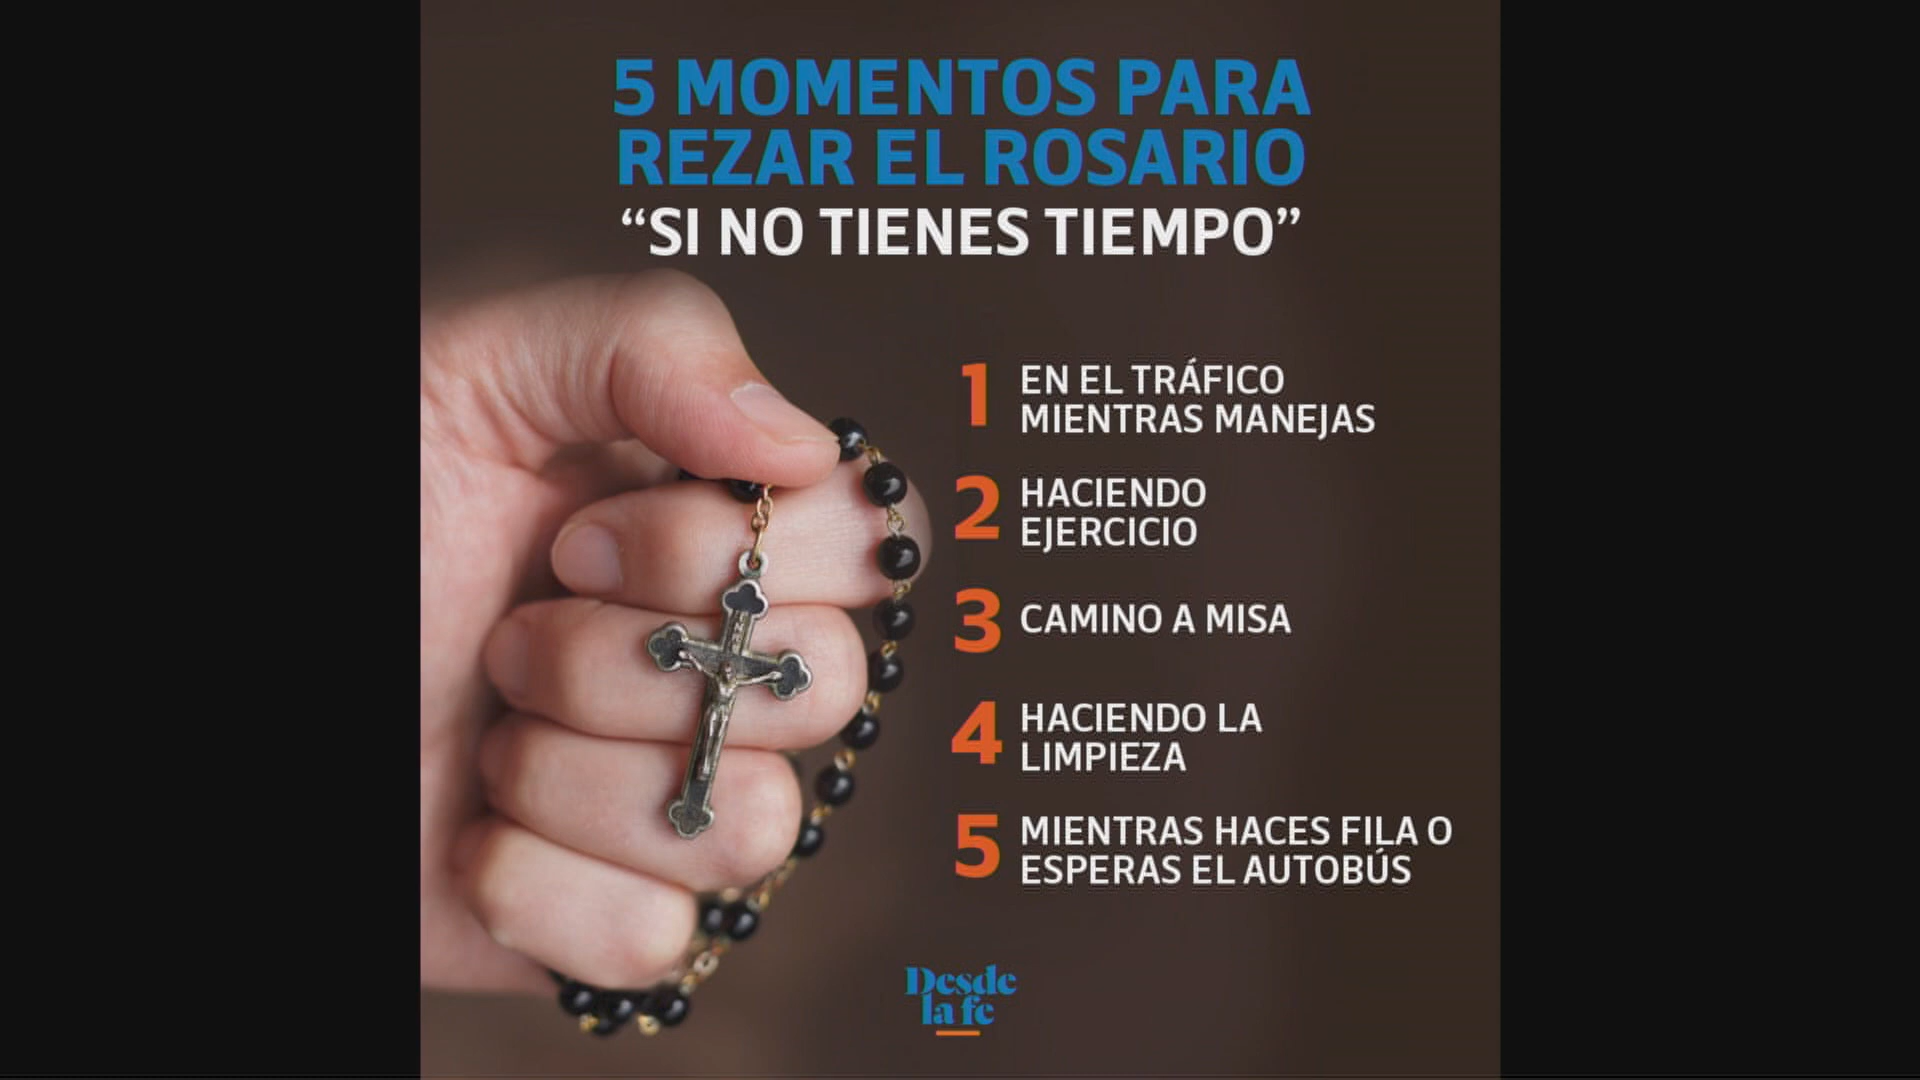 5 MOMENTOS PARA
REZAR EL ROSARIO
“SI NO TIENES TIEMPO”
1 EN EL TRÁFICO
MIENTRAS MANEJAS
2 HACIENDO
EJERCICIO
3 CAMINO A MISA
4 HACIENDO LA
LIMPIEZA
5 MIENTRAS HACES FILA O
ESPERAS EL AUTOBÚS
Desde
la fe